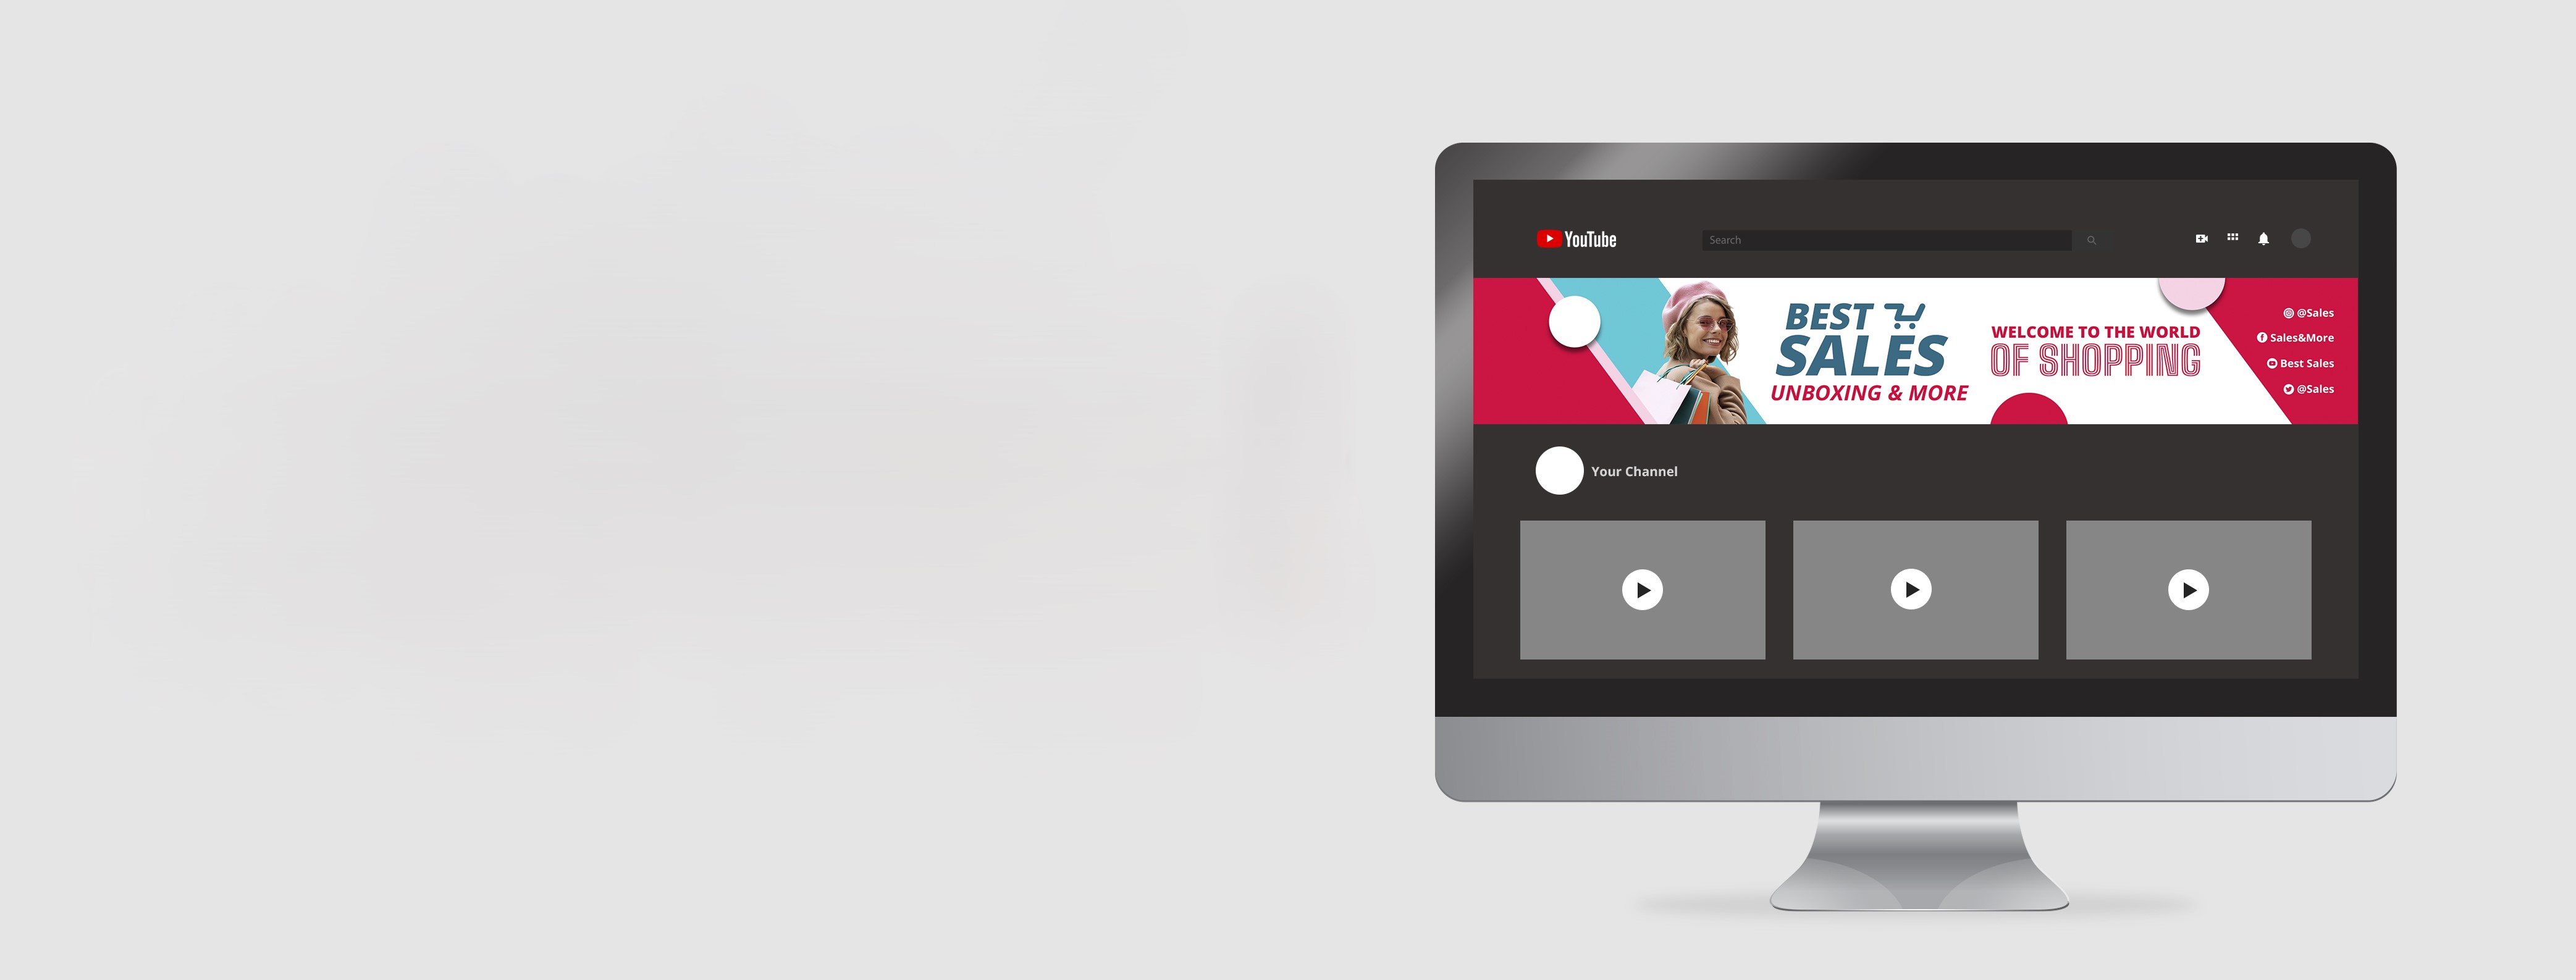 YouTube
Search
BEST
SALES
UNBOXING & MORE
WELCOME TO THE WORLD
OF SHOPPING
@Sales
Sales&More
Best Sales
@Sales
Your Channel